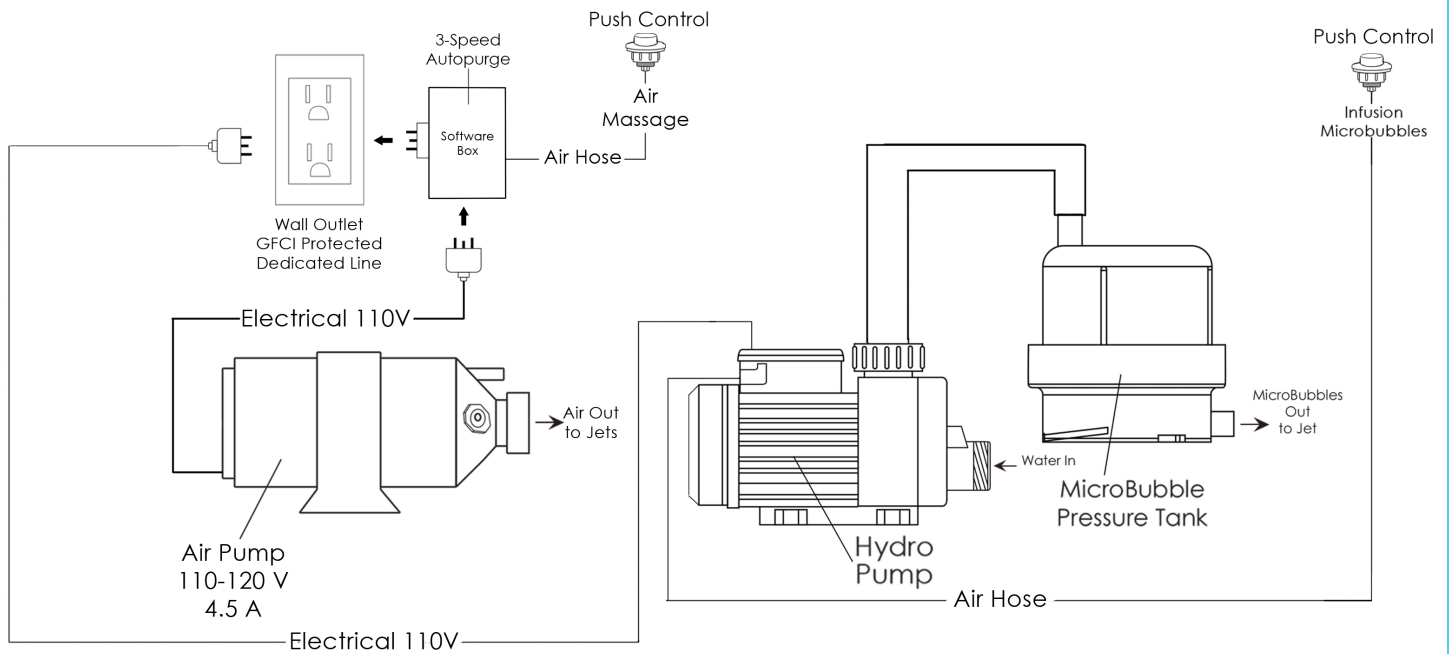 Push Control
3-Speed
Autopurge
Push Control
Air
Massage
Infusion
Microbubbles
Software
Box
Air Hose
Wall Outlet
GFCI Protected
Dedicated Line
Electrical 110V
Air Out
to Jets
MicroBubbles
Out
to Jet
Water In
MicroBubble
Pressure Tank
Air Pump
110-120 V
4.5 A
Hydro
Pump
Air Hose
Electrical 110V